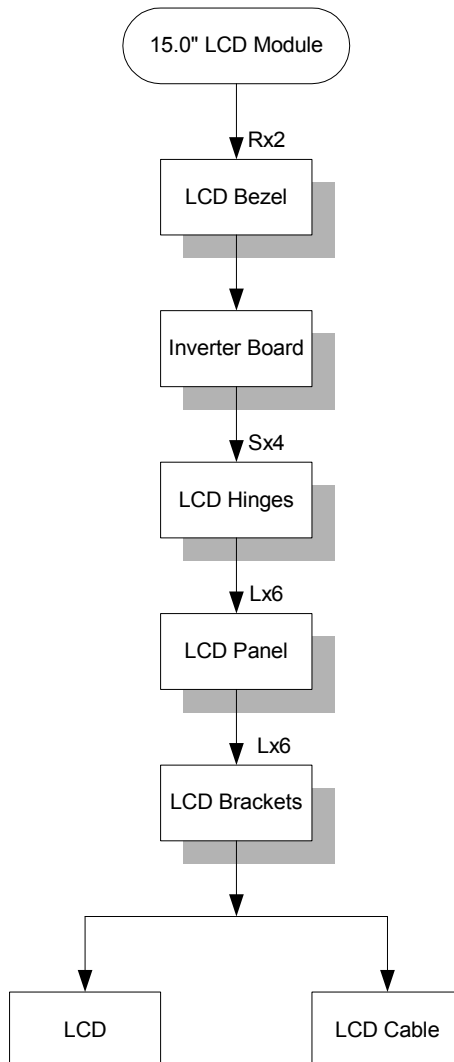 15.0" LCD Module
Rx2
LCD Bezel
Inverter Board
Sx4
LCD Hinges
Lx6
LCD Panel
Lx6
LCD Brackets
LCD
LCD Cable